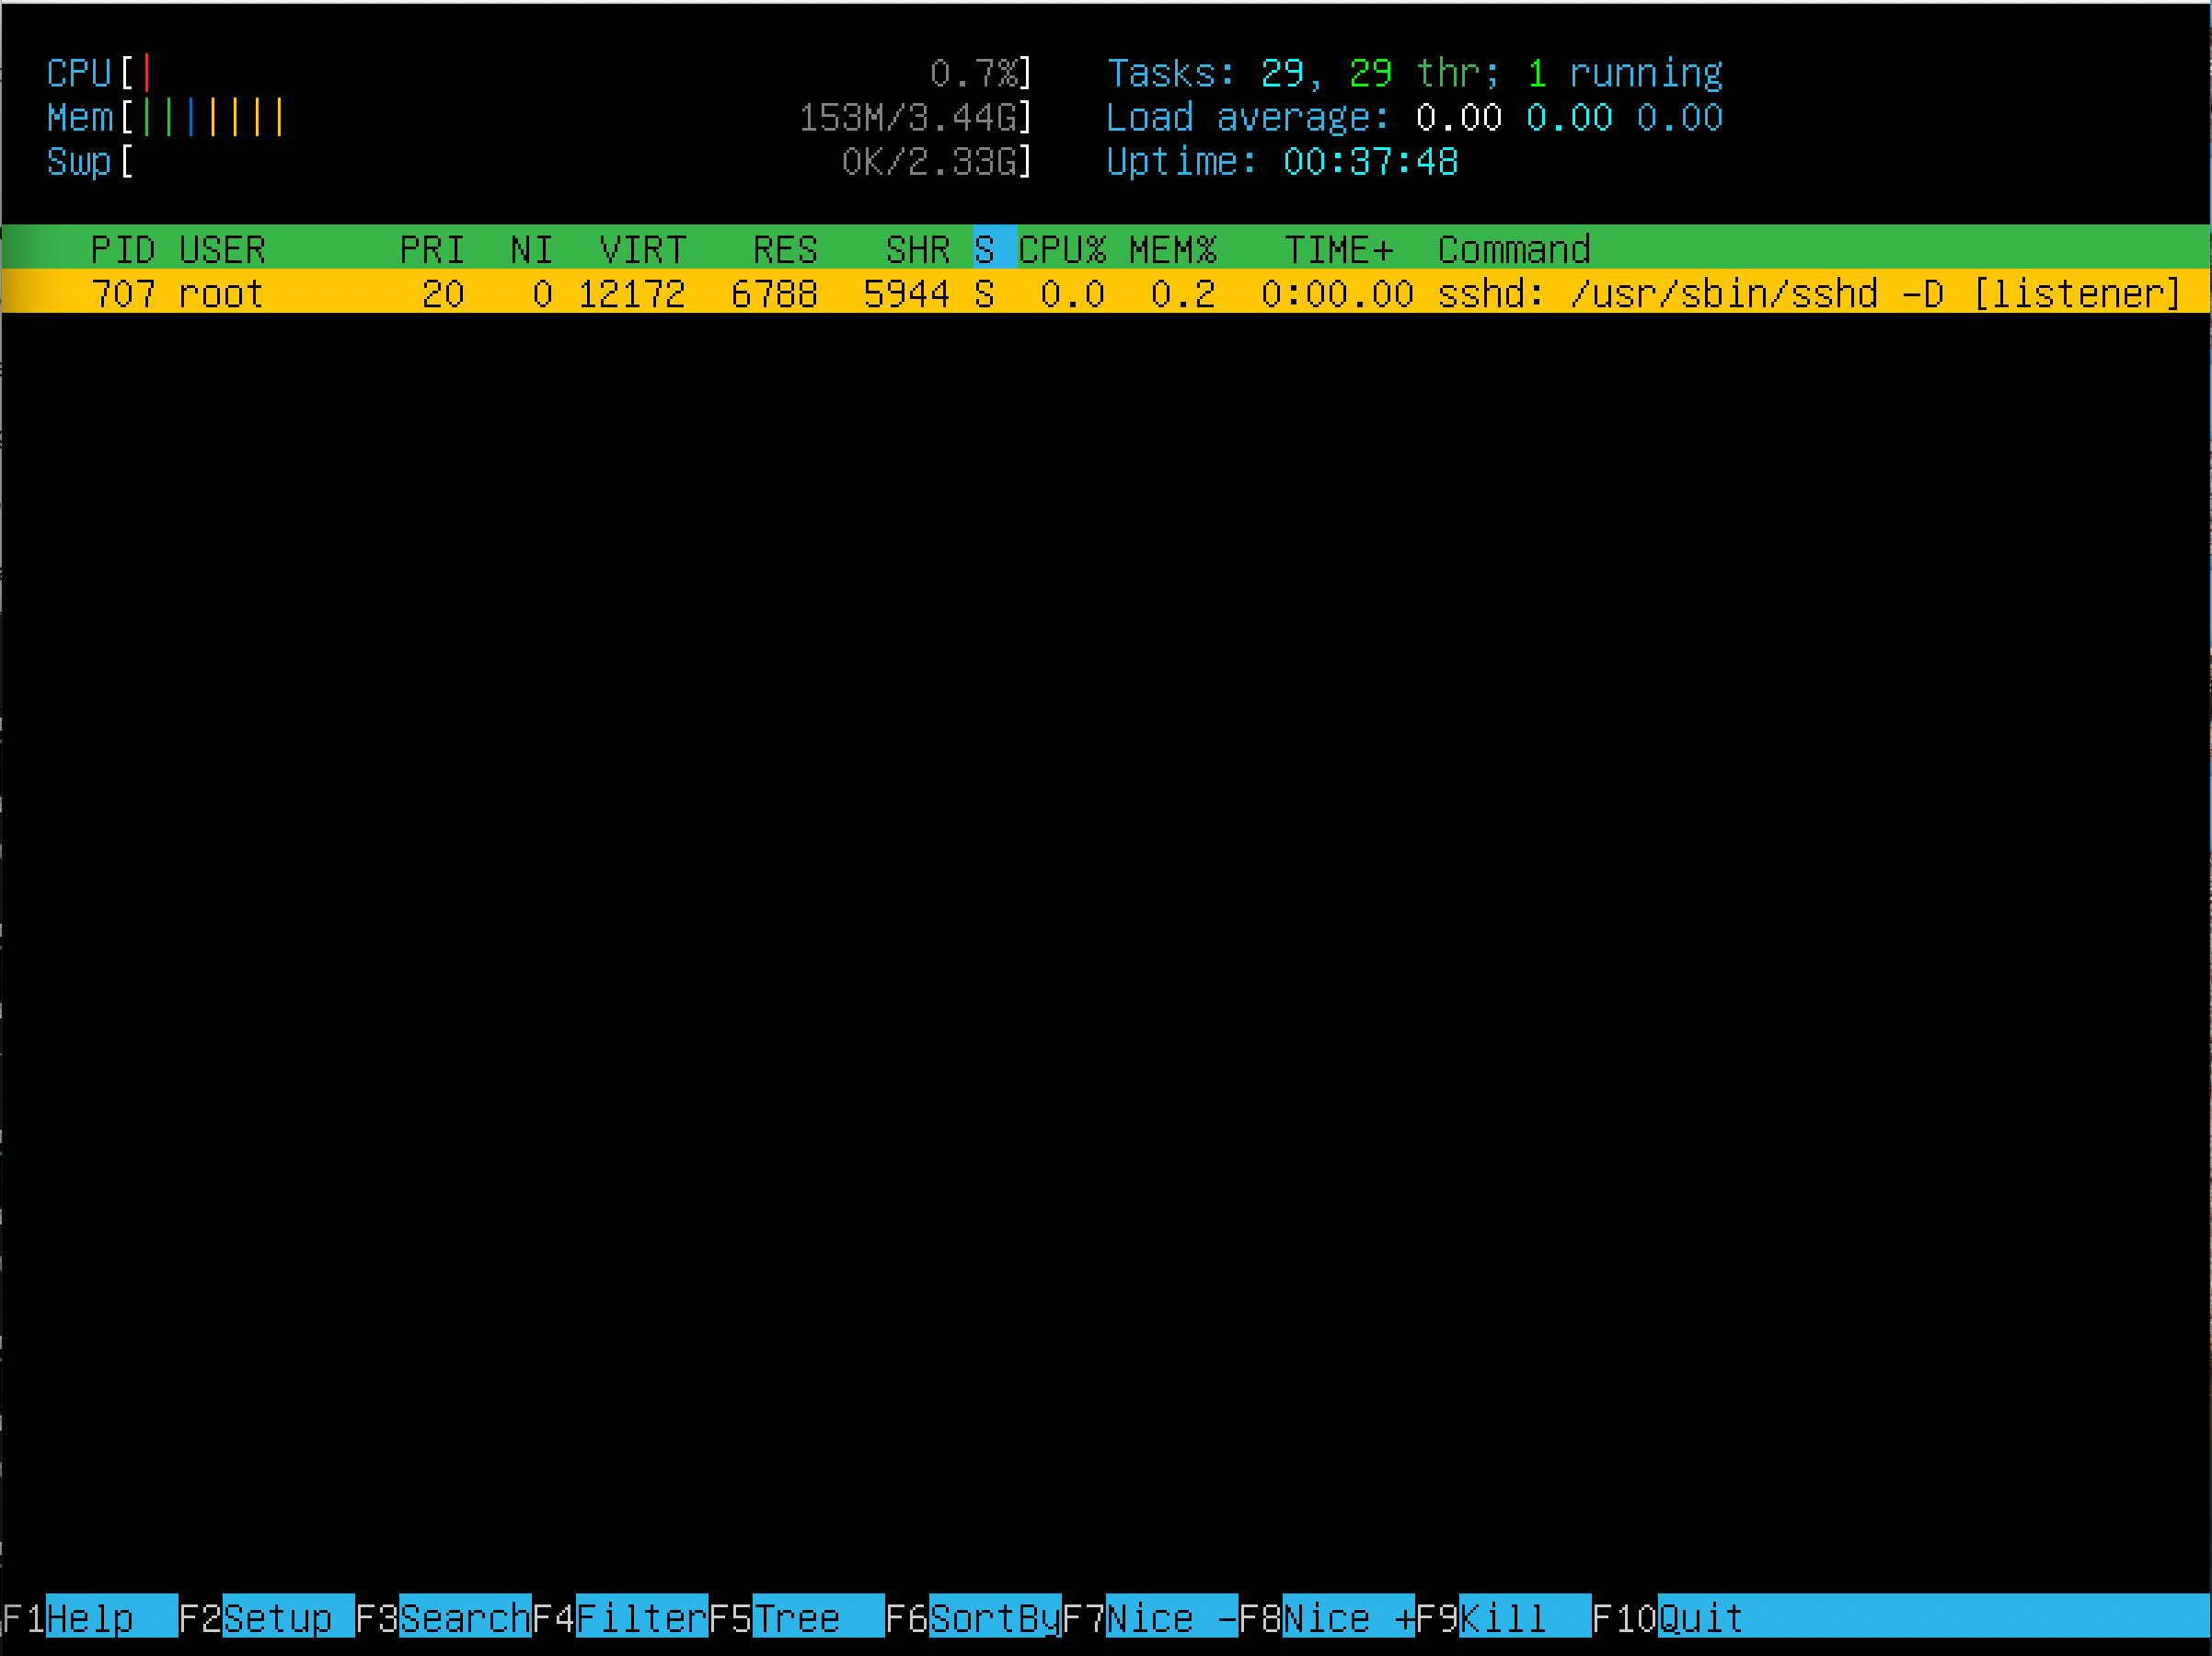 CPU[| 0.7%] Tasks: 29, 29 thr; 1 running
Mem[||||||| 153M/3.44G] Load average: 0.00 0.00 0.00
Swp[ 0K/2.33G] Uptime: 00:37:48
PID USER PRI NI VIRT RES SHR S CPU% MEM% TIME+ Command
707 root 20 0 12172 6788 5944 S 0.0 0.2 0:00.00 sshd: /usr/sbin/sshd -D [listener]
F1Help F2Setup F3SearchF4FilterF5Tree F6SortByF7Nice -F8Nice +F9Kill F10Quit